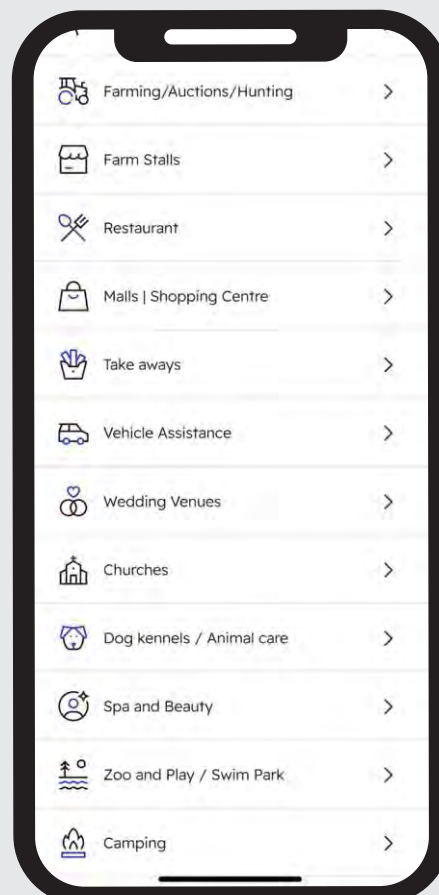 Farming/Auctions/Hunting
Farm Stalls
Restaurant
Malls | Shopping Centre
Take aways
Vehicle Assistance
Wedding Venues
Churches
Dog kennels / Animal care
Spa and Beauty
Zoo and Play / Swim Park
Camping